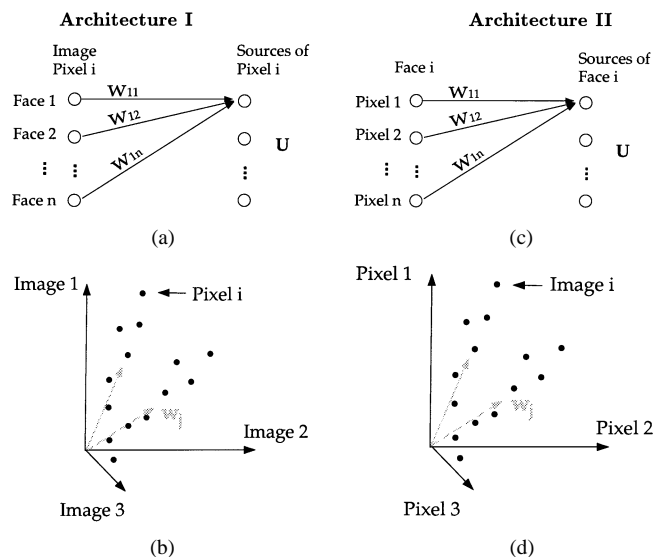 Architecture I
Image
Pixel i
Sources of
Pixel i
Face 1
W11
Face 2
W12
W1n
U
Face n
(a)
Architecture II
Face i
Sources of
Face i
Pixel 1
W11
Pixel 2
W12
W1n
U
Pixel n
(c)
Image 1
Pixel i
wj
Image 2
Image 3
(b)
Pixel 1
Image i
wj
Pixel 2
Pixel 3
(d)